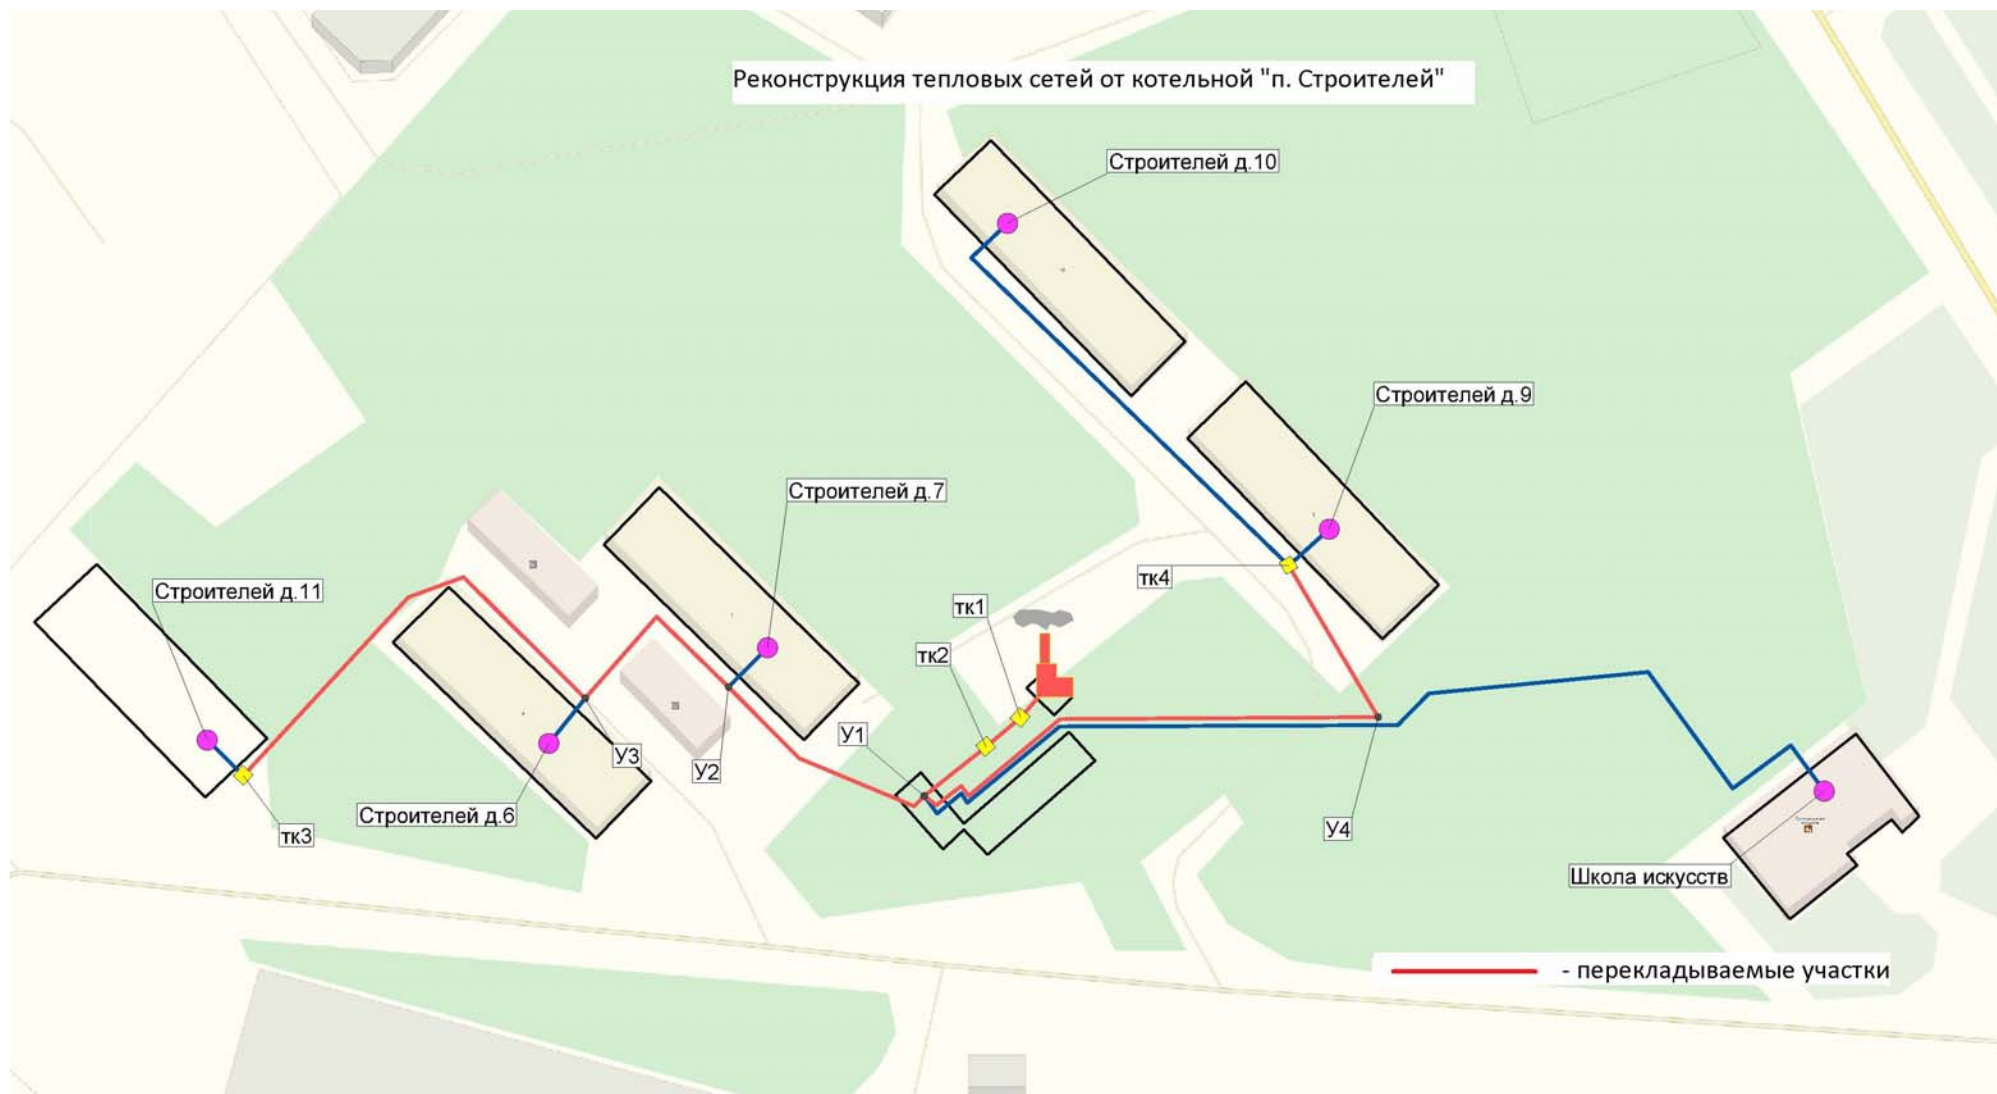 Реконструкция тепловых сетей от котельной "п. Строителей"
Строителей д.10
Строителей д.9
Строителей д.7
тк4
Строителей д.11
тк1
тк2
У1
У3
У2
Строителей д.6
тк3
У4
Школа искусств
- перекладываемые участки